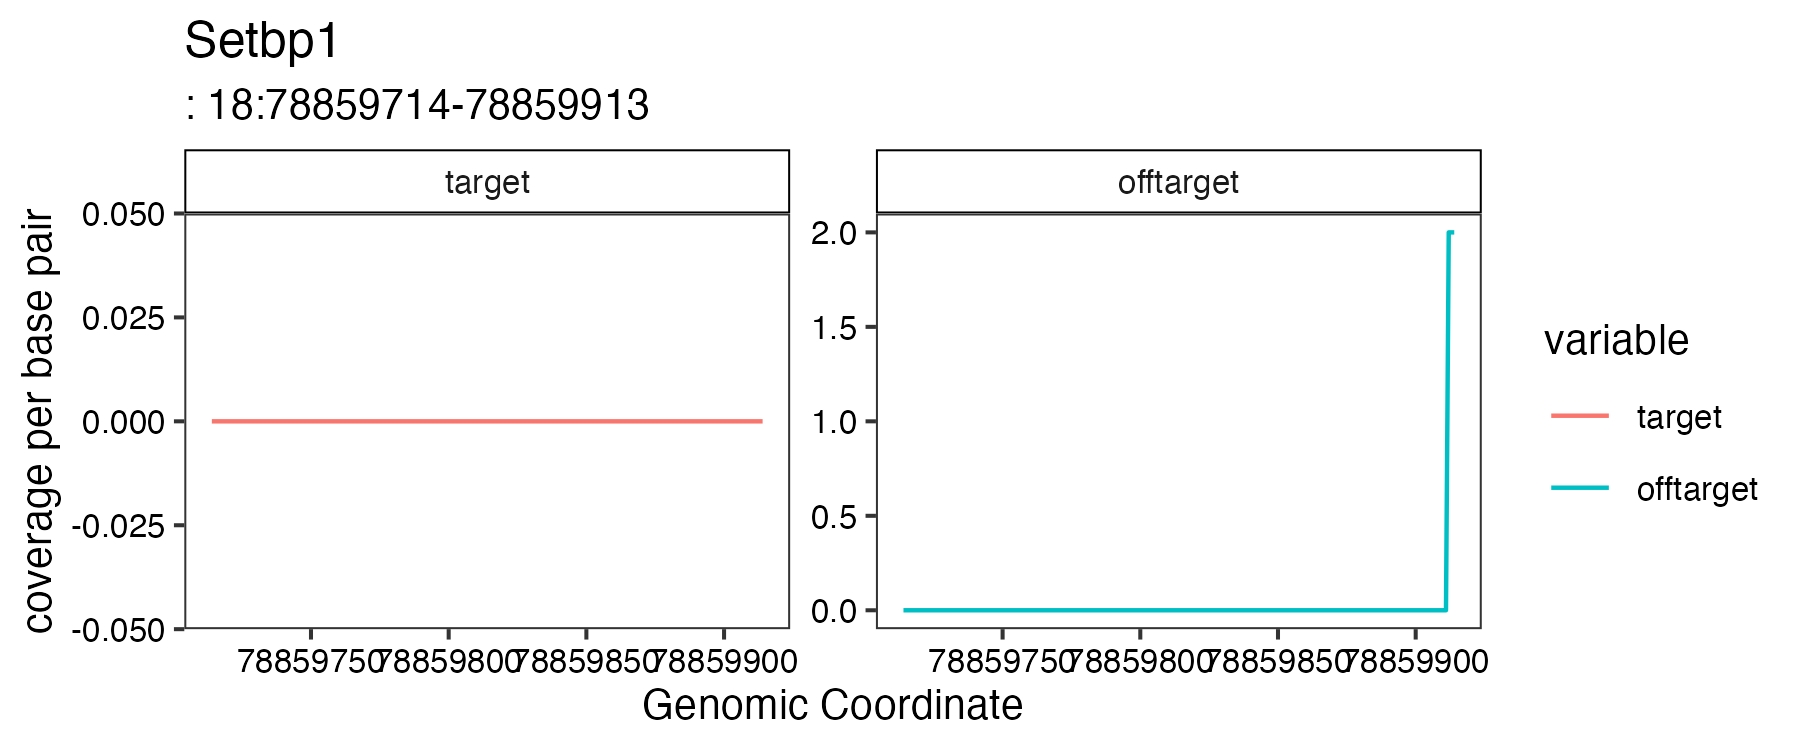 Setbp1
: 18:78859714-78859913
target
offtarget
coverage per base pair
0.050
0.025
0.000
-0.025
-0.050
2.0
1.5
1.0
0.5
0.0
78859750 78859800 78859850 78859900
78859750 78859800 78859850 78859900
Genomic Coordinate
variable
target
offtarget